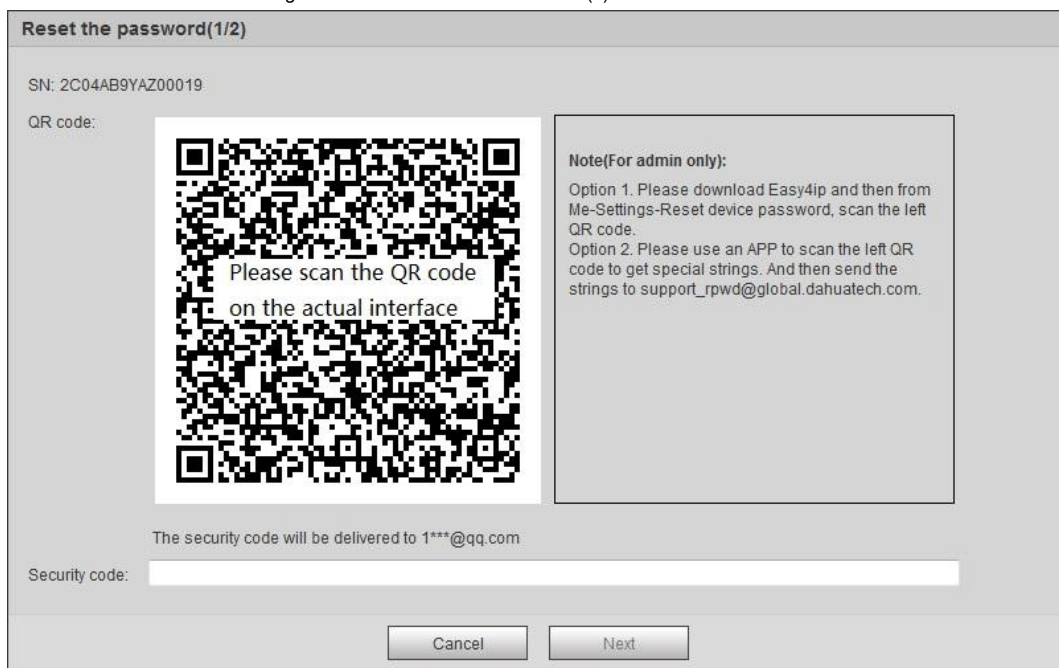 Reset the password(1/2)
SN: 2C04AB9YAZ00019
QR code:
Please scan the QR code
on the actual interface
Note(For admin only):
Option 1. Please download Easy4ip and then from
Me-Settings-Reset device password, scan the left
QR code.
Option 2. Please use an APP to scan the left QR
code to get special strings. And then send the
strings to support_rpwd@global.dahuatech.com.
The security code will be delivered to 1***@qq.com
Security code:
Cancel
Next